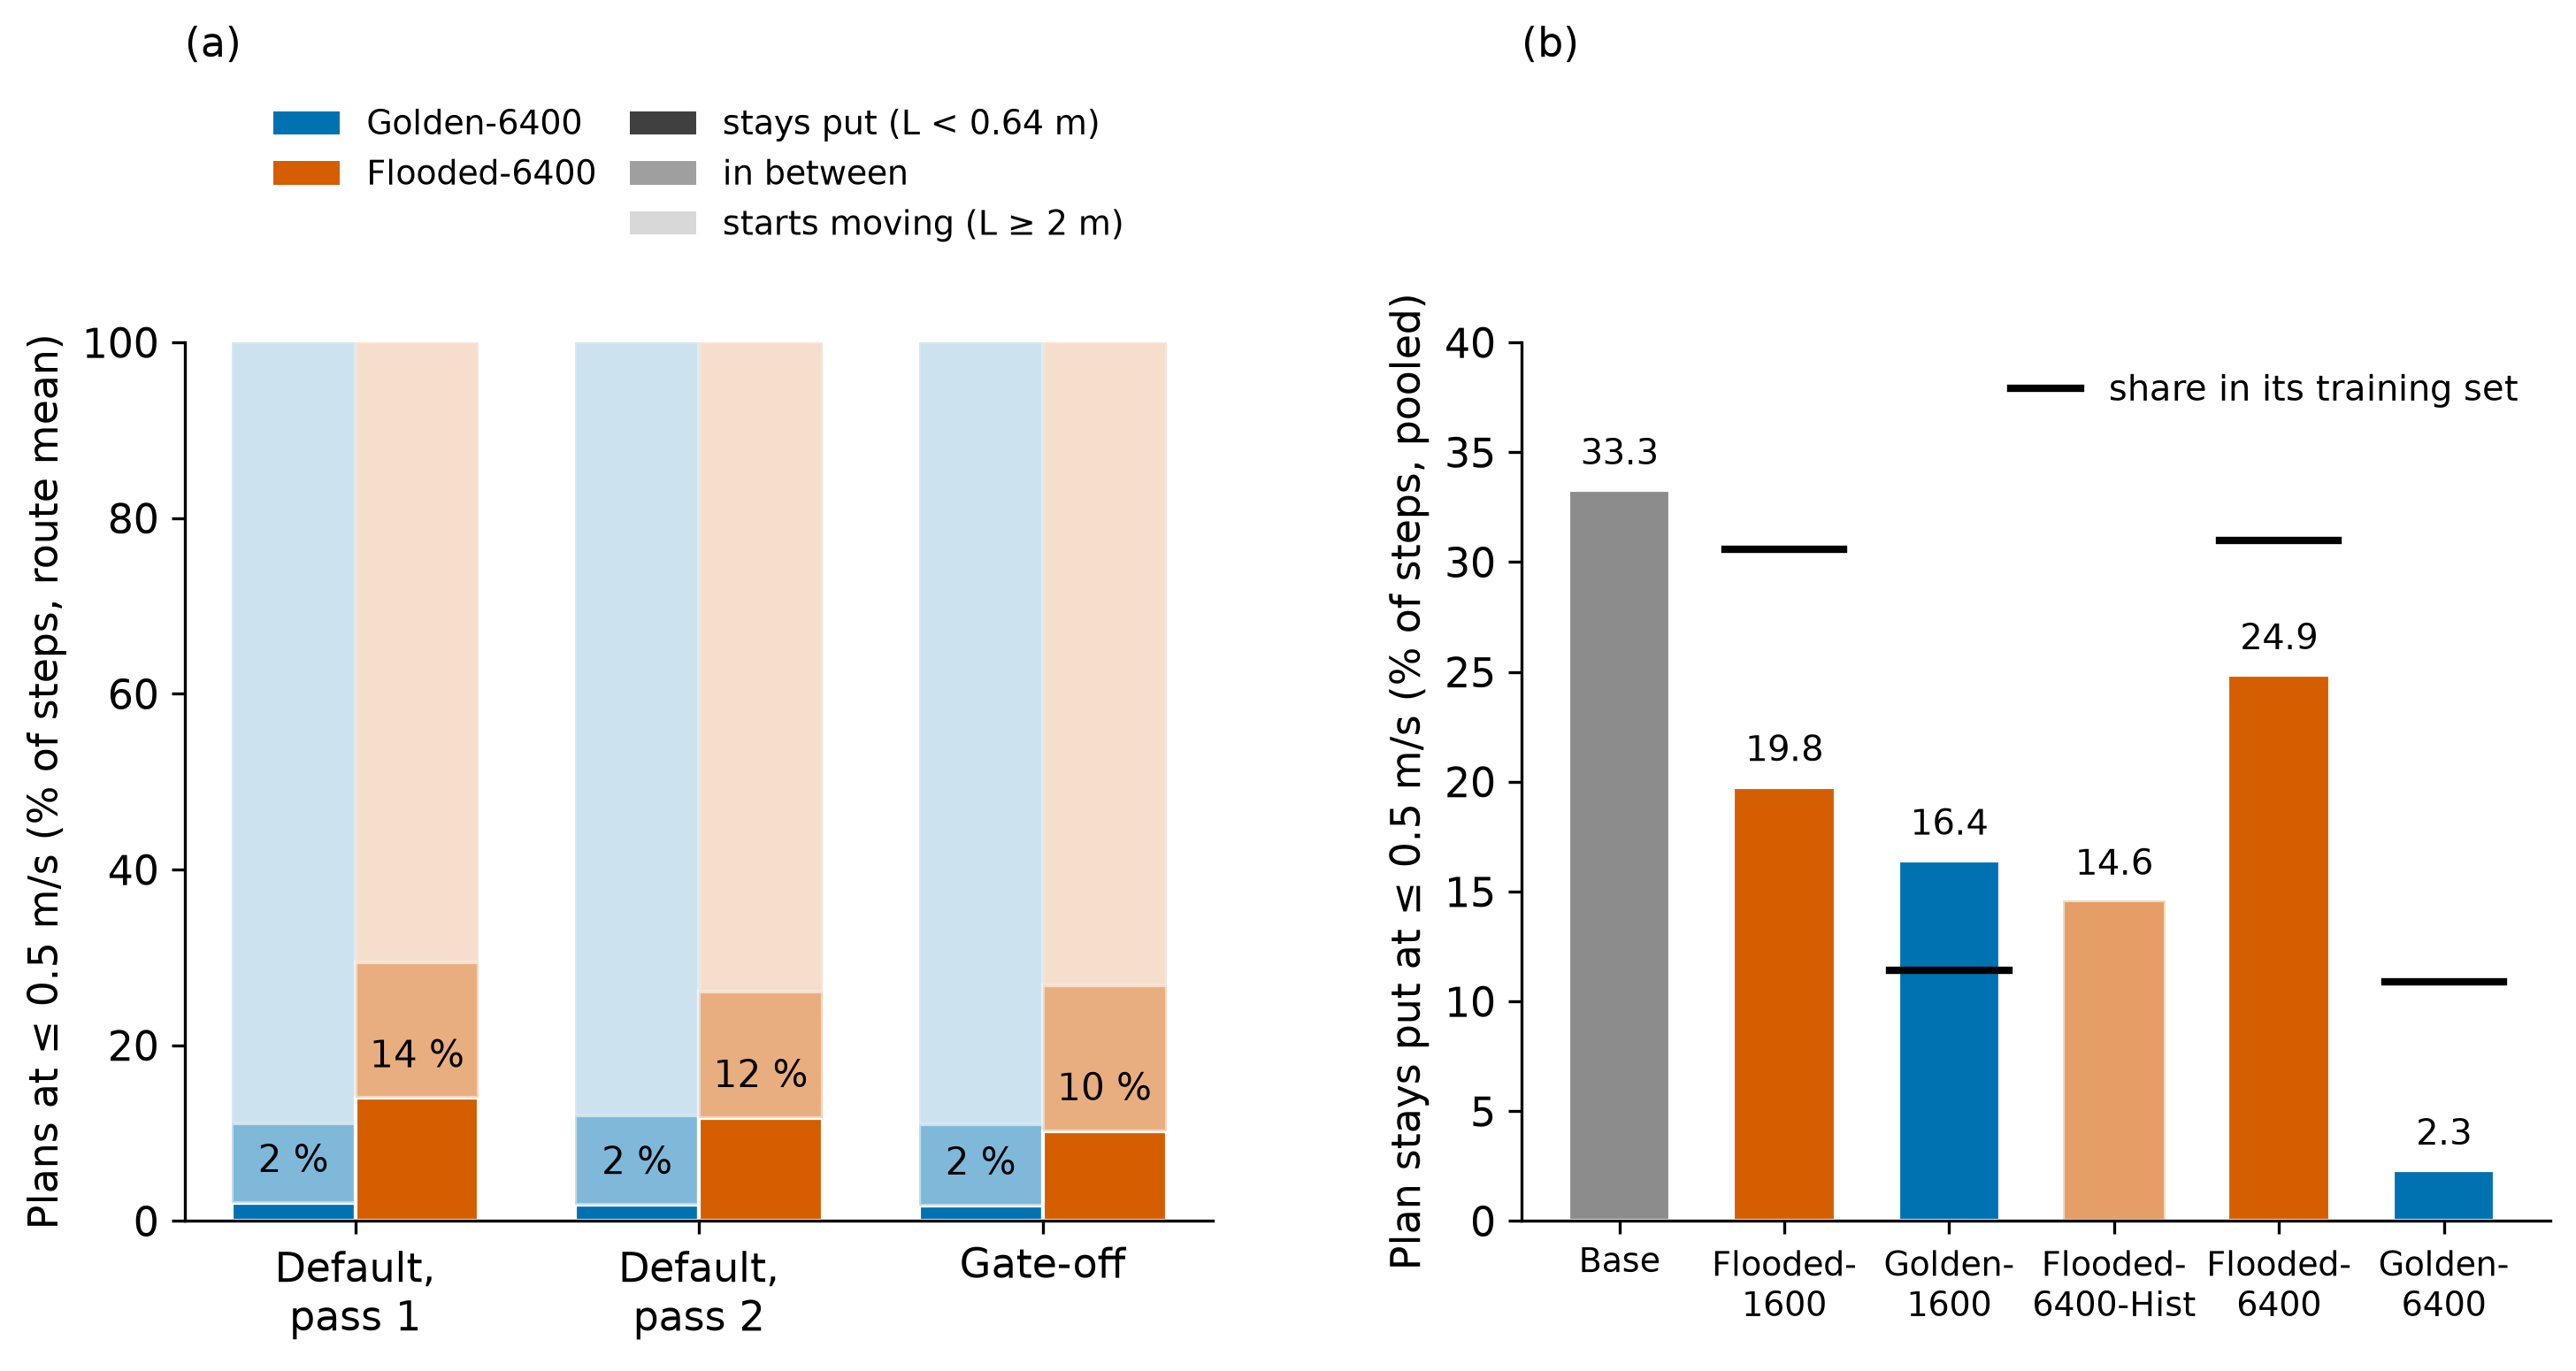 (a)
Golden-6400
Flooded-6400
stays put (L < 0.64 m)
in between
starts moving (L ≥ 2 m)
Plans at ≤ 0.5 m/s (% of steps, route mean)
100
80
60
40
20
0
2 %
14 %
2 %
12 %
2 %
10 %
Default,
pass 1
Default,
pass 2
Gate-off
(b)
Plan stays put at ≤ 0.5 m/s (% of steps, pooled)
40
35
30
25
20
15
10
5
0
share in its training set
33.3
19.8
16.4
14.6
24.9
2.3
Base
Flooded-
1600
Golden-
1600
Flooded-
6400-Hist
Flooded-
6400
Golden-
6400